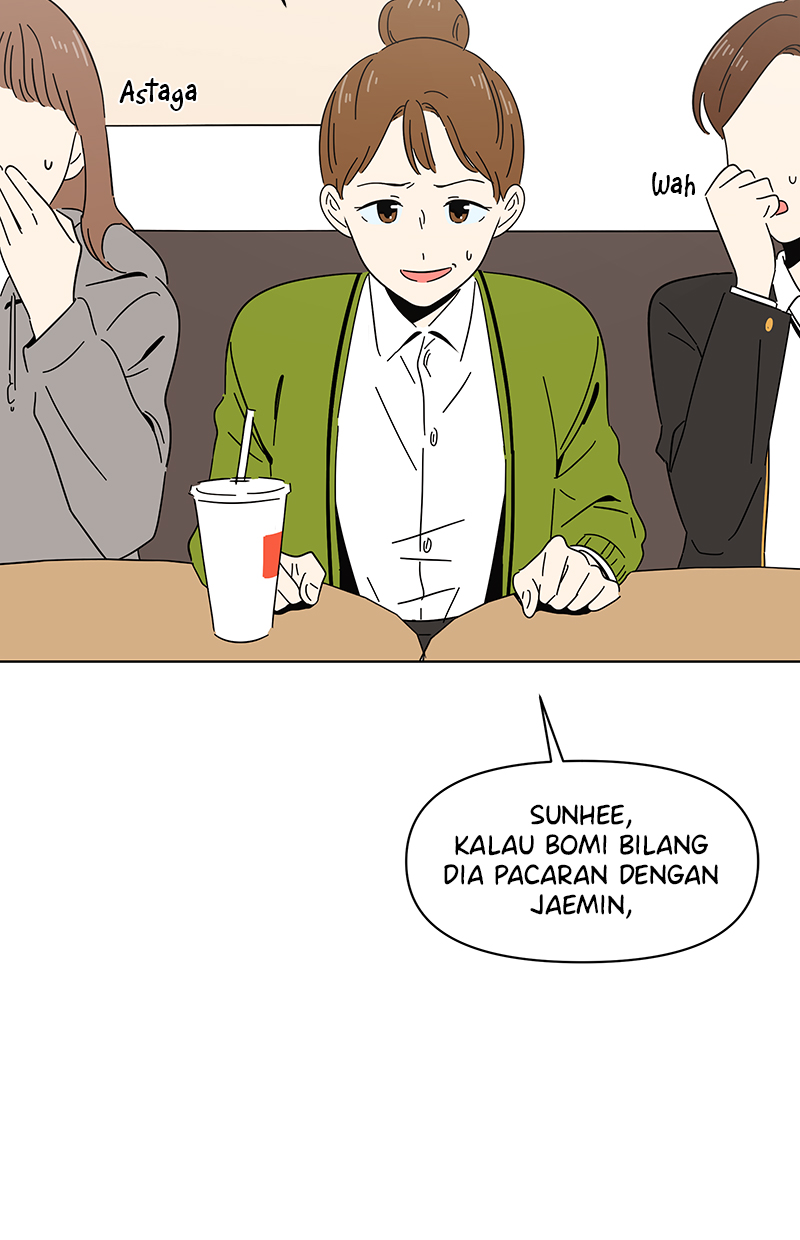 Astaga
Wah
SUNHEE,
KALAU BOMI BILANG
DIA PACARAN DENGAN
JAEMIN,